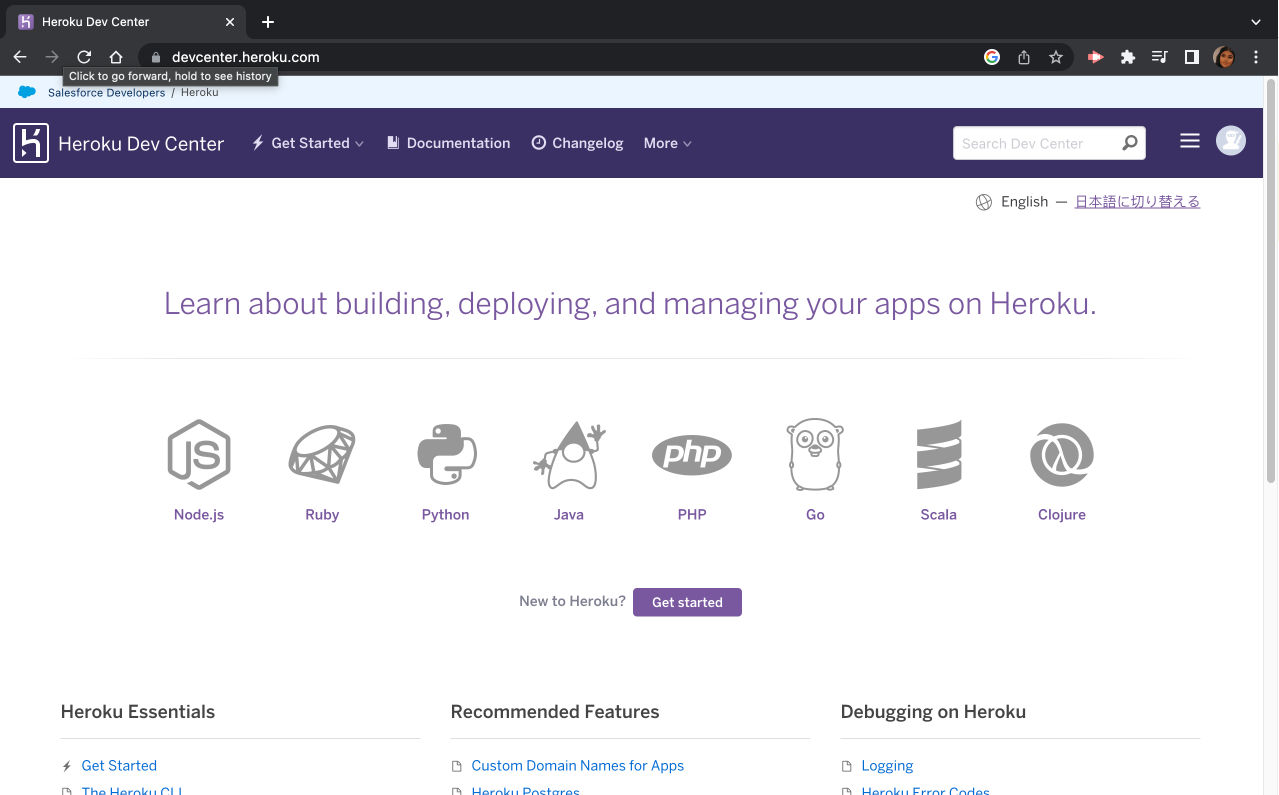 Heroku Dev Center
devcenter.heroku.com
Click to go forward, hold to see history
Salesforce Developers / Heroku
Heroku Dev Center Get Started Documentation Changelog More Search Dev Center
English — 日本語に切り替える
Learn about building, deploying, and managing your apps on Heroku.
JS php
Node.js Ruby Python Java PHP Go Scala Clojure
New to Heroku? Get started
Heroku Essentials Recommended Features Debugging on Heroku
Get Started Custom Domain Names for Apps Logging
The Heroku CLI Heroku Postgres Heroku Error Codes